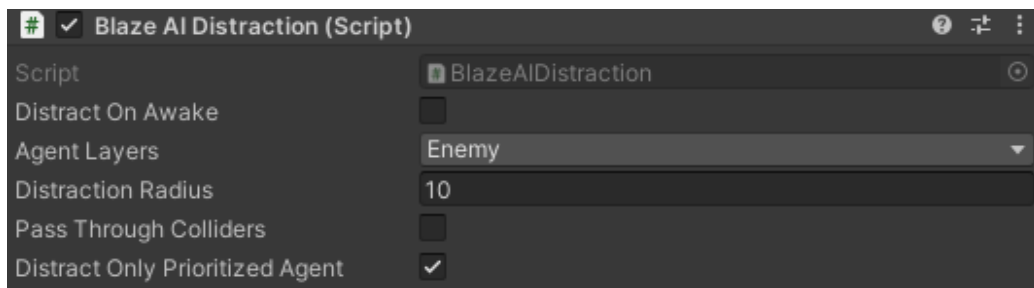 # Blaze AI Distraction (Script)
Script # BlazeAIDistraction
Distract On Awake
Agent Layers Enemy
Distraction Radius 10
Pass Through Colliders
Distract Only Prioritized Agent